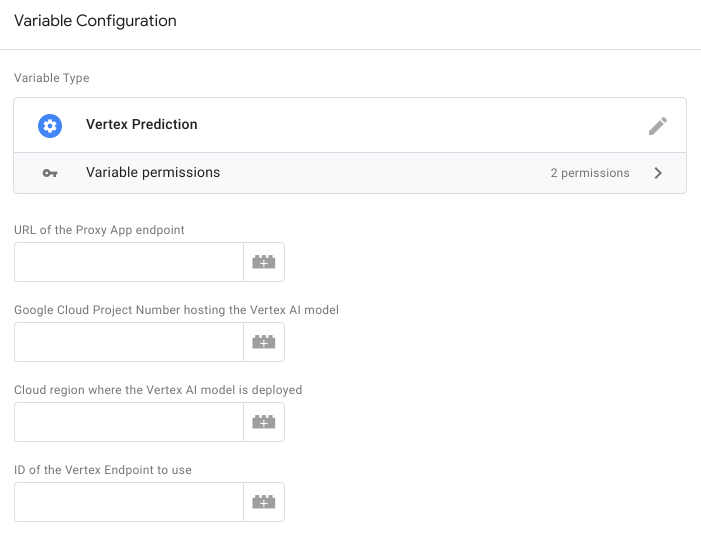 Variable Configuration
Variable Type
Vertex Prediction
Variable permissions 2 permissions
URL of the Proxy App endpoint
Google Cloud Project Number hosting the Vertex AI model
Cloud region where the Vertex AI model is deployed
ID of the Vertex Endpoint to use